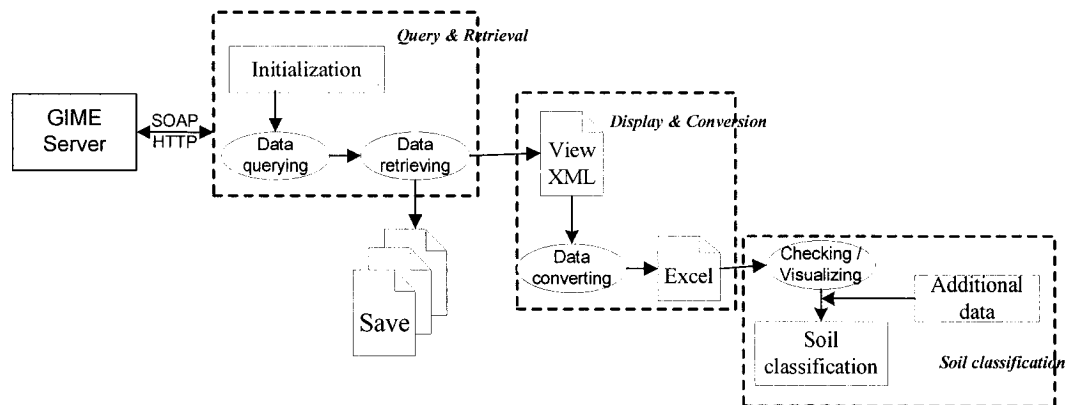 Query & Retrieval
Initialization
GIME
Server
SOAP
HTTP
Data
querying
Data
retrieving
Display & Conversion
View
XML
Save
Data
converting
Excel
Checking /
Visualizing
Additional
data
Soil
classification
Soil classification